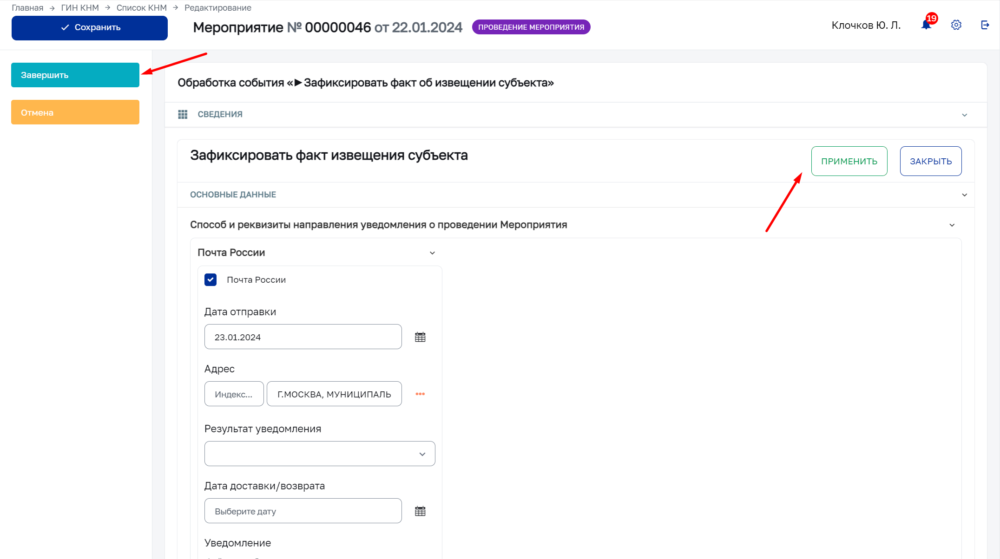 Главная → ГИН КНМ → Список КНМ → Редактирование
Сохранить
Мероприятие № 00000046 от 22.01.2024
ПРОВЕДЕНИЕ МЕРОПРИЯТИЯ
Клочков Ю. Л.
19
Завершить
Отмена
Обработка события «►Зафиксировать факт об извещении субъекта»
СВЕДЕНИЯ
Зафиксировать факт извещения субъекта
ПРИМЕНИТЬ
ЗАКРЫТЬ
ОСНОВНЫЕ ДАННЫЕ
Способ и реквизиты направления уведомления о проведении Мероприятия
Почта России
Почта России
Дата отправки
23.01.2024
Адрес
Индекс...
Г.МОСКВА, МУНИЦИПАЛЬ
Результат уведомления
Дата доставки/возврата
Выберите дату
Уведомление